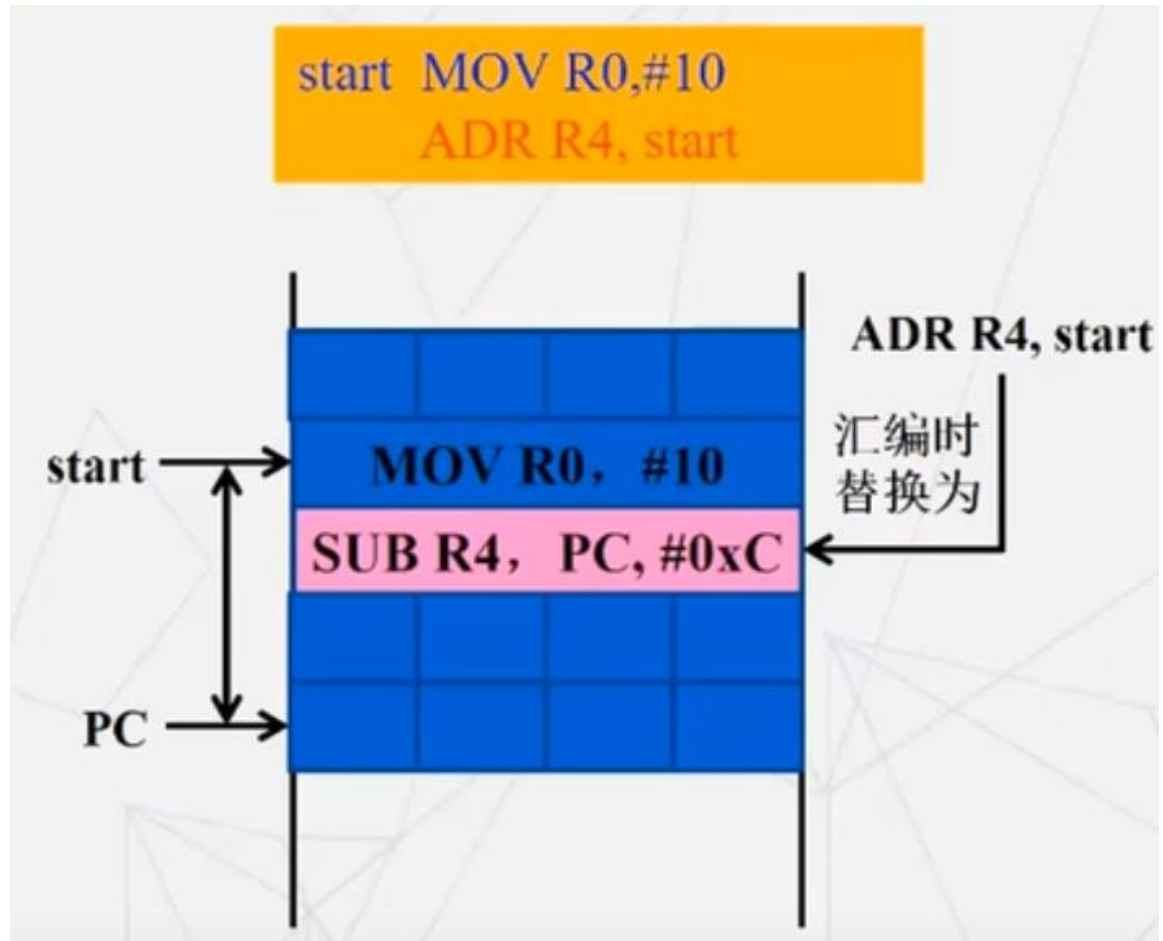 start MOV R0,#10
ADR R4, start
ADR R4, start
汇编时
替换为
start
MOV R0，#10
SUB R4，PC, #0xC
PC